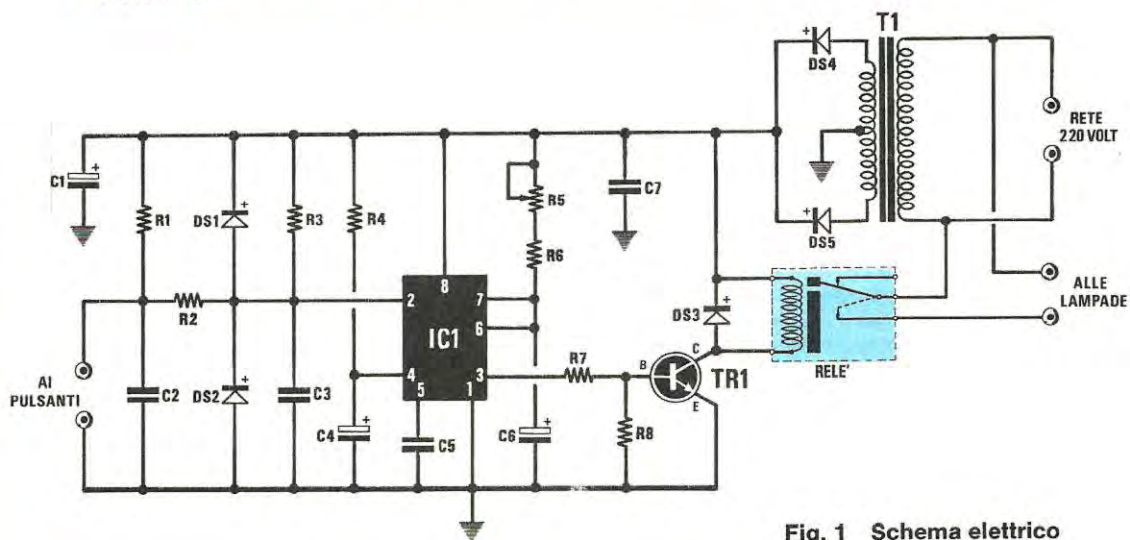 T1
DS4
DS5
RETE
220 VOLT
C1
R1
DS1
R3
R4
C7
R5
R6
R2
2
8
7
6
IC1
4
5
3
1
DS3
ALLE
LAMPADE
AI
PULSANTI
C2
DS2
C3
C4
C5
C6
R7
B
C
E
TR1
RELE'
R8
Fig. 1 Schema elettrico